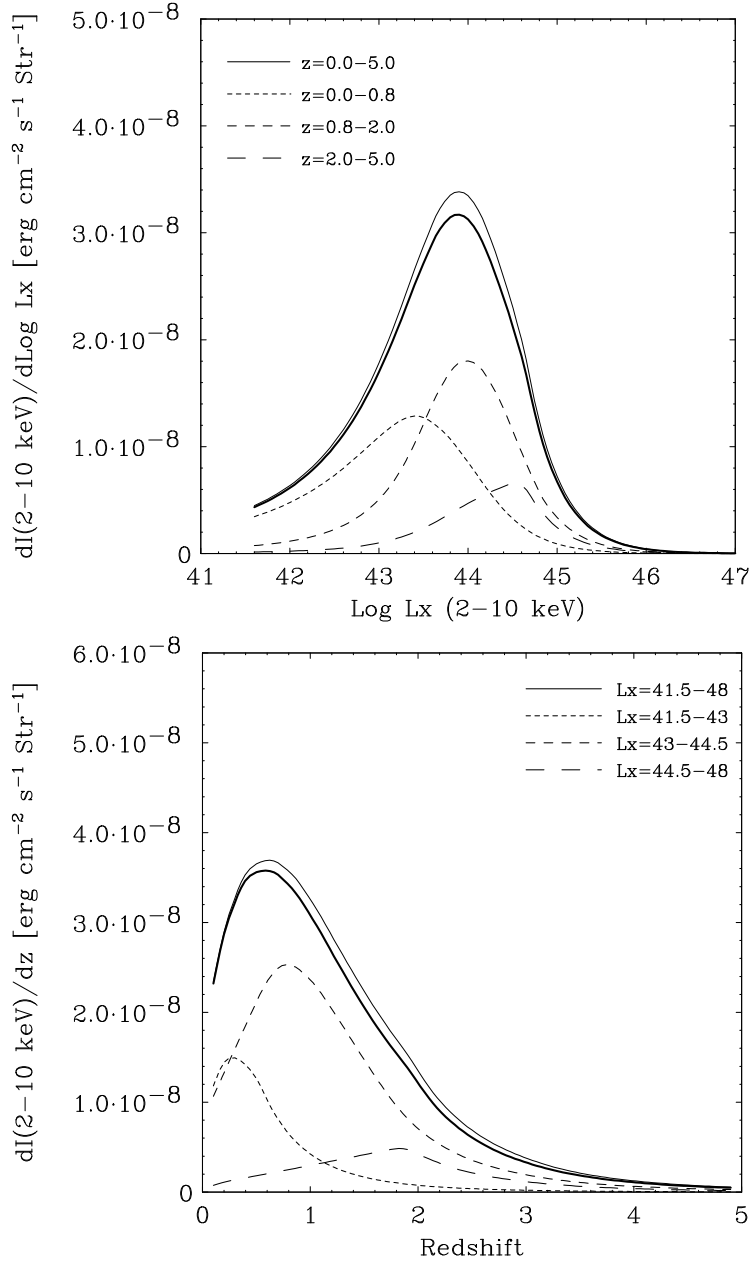 dI(2−10 keV)/dLog Lx [erg cm⁻² s⁻¹ Str⁻¹]
5.0·10⁻⁸
4.0·10⁻⁸
3.0·10⁻⁸
2.0·10⁻⁸
1.0·10⁻⁸
0
z=0.0−5.0
z=0.0−0.8
z=0.8−2.0
z=2.0−5.0
41 42 43 44 45 46 47
Log Lx (2−10 keV)
dI(2−10 keV)/dz [erg cm⁻² s⁻¹ Str⁻¹]
6.0·10⁻⁸
5.0·10⁻⁸
4.0·10⁻⁸
3.0·10⁻⁸
2.0·10⁻⁸
1.0·10⁻⁸
0
Lx=41.5−48
Lx=41.5−43
Lx=43−44.5
Lx=44.5−48
0 1 2 3 4 5
Redshift